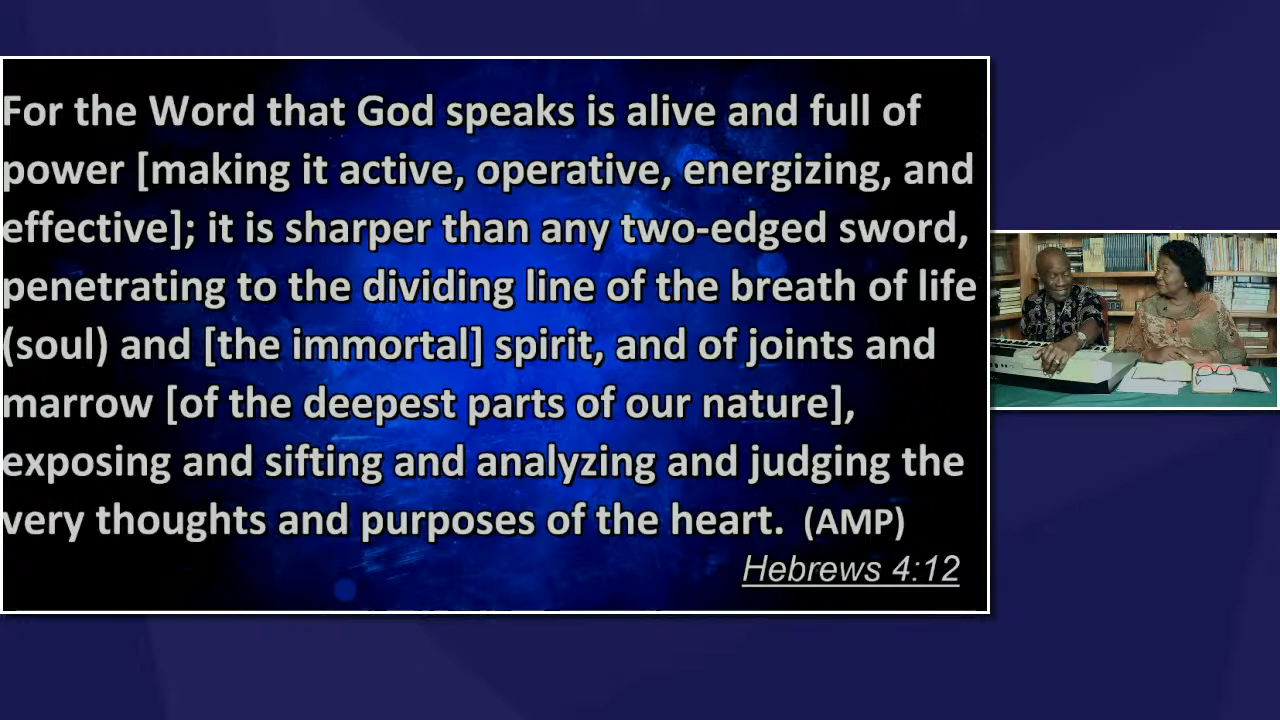 For the Word that God speaks is alive and full of
power [making it active, operative, energizing, and
effective]; it is sharper than any two-edged sword,
penetrating to the dividing line of the breath of life
(soul) and [the immortal] spirit, and of joints and
marrow [of the deepest parts of our nature],
exposing and sifting and analyzing and judging the
very thoughts and purposes of the heart. (AMP)
Hebrews 4:12